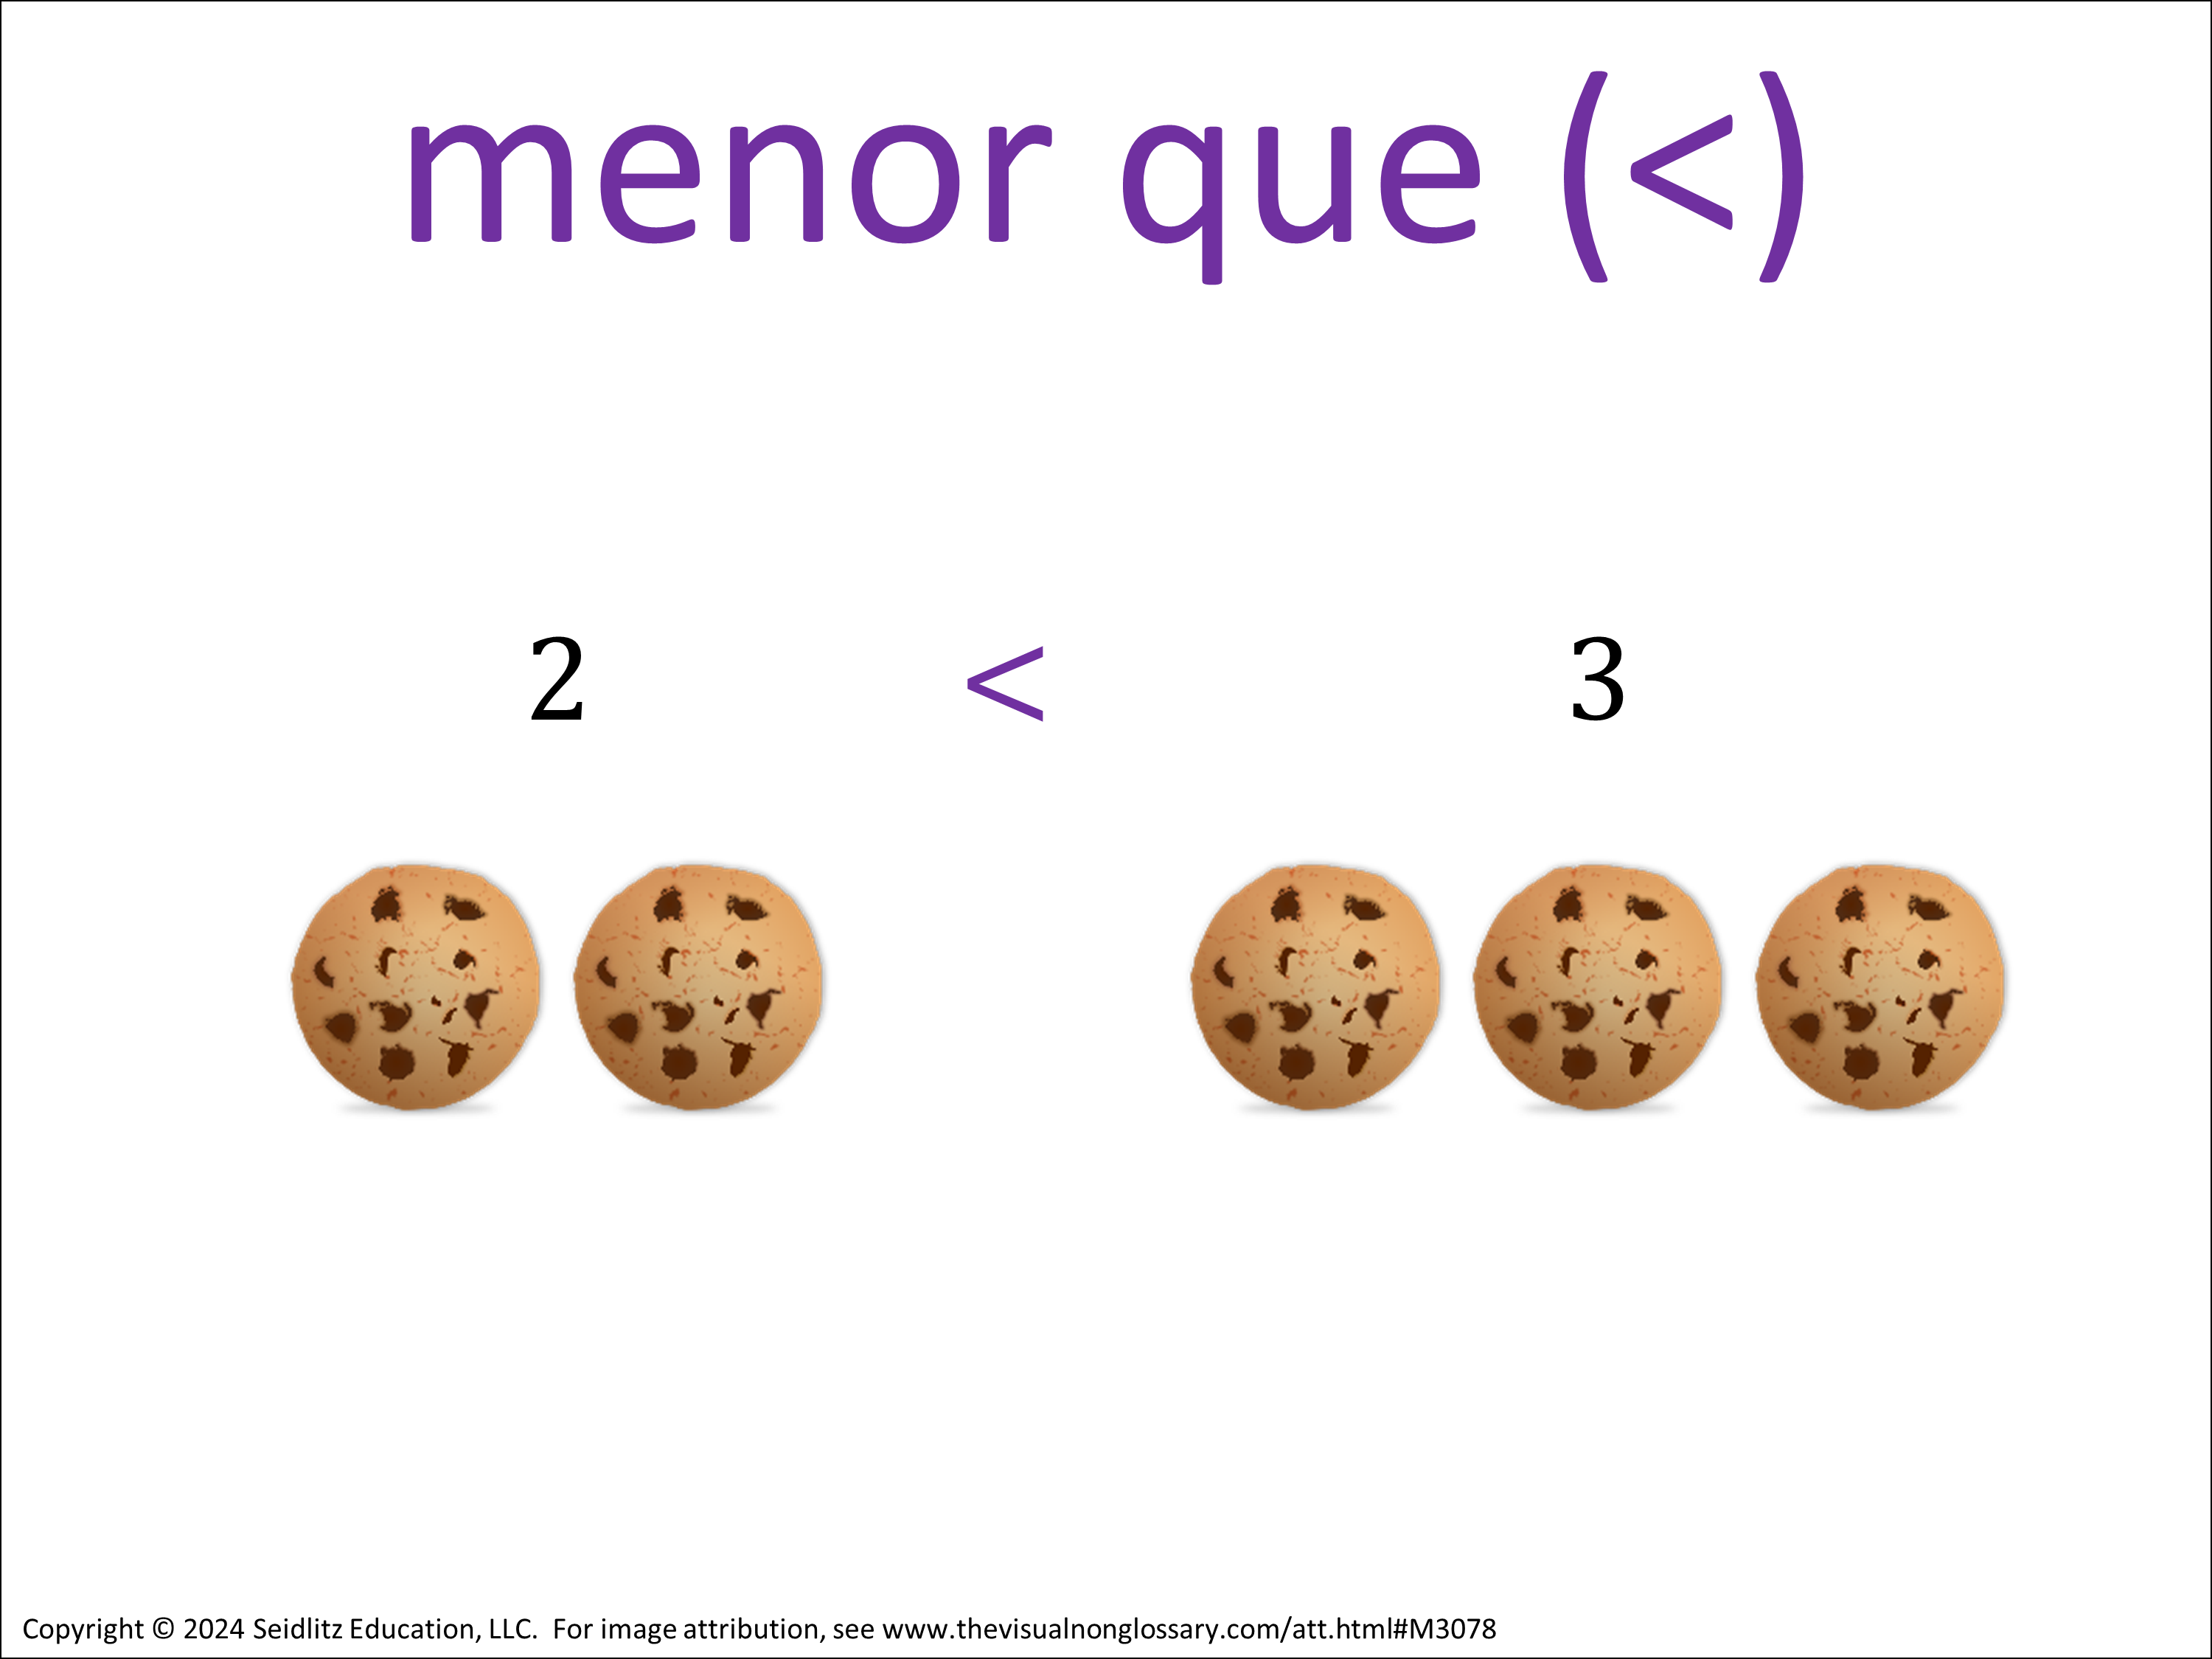 menor que (<)
2 < 3
Copyright © 2024 Seidlitz Education, LLC.  For image attribution, see www.thevisualnonglossary.com/att.html#M3078